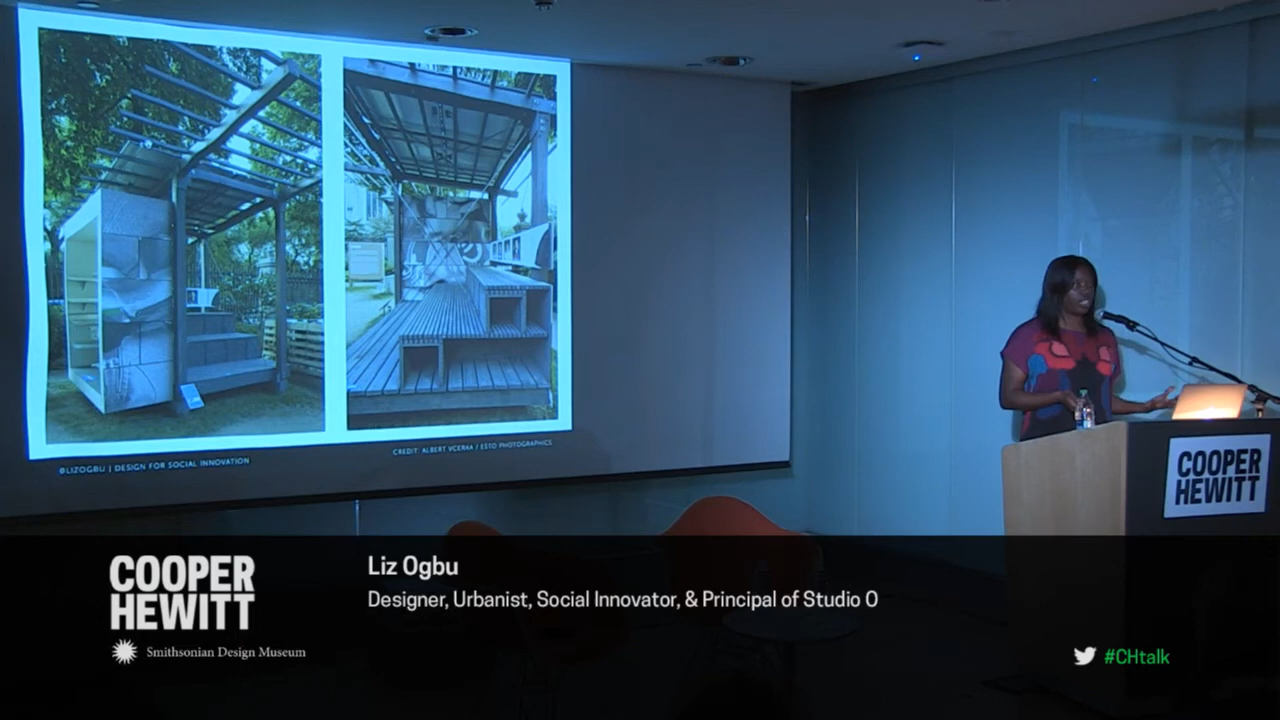 @LIZOGBU | DESIGN FOR SOCIAL INNOVATION
CREDIT: ALBERT VCERKA / ESTO PHOTOGRAPHICS
COOPER
HEWITT
COOPER
HEWITT
Smithsonian Design Museum
Liz Ogbu
Designer, Urbanist, Social Innovator, & Principal of Studio O
#CHtalk